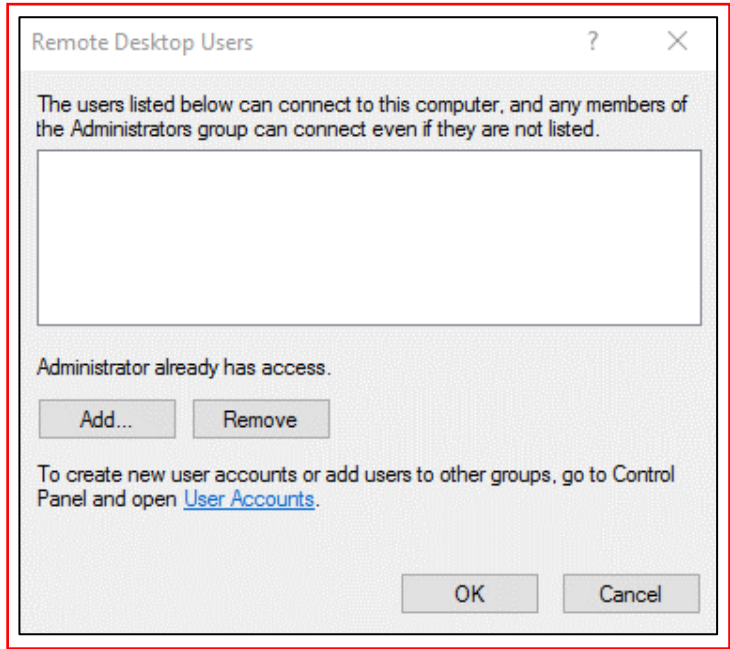 Remote Desktop Users ? ×
The users listed below can connect to this computer, and any members of
the Administrators group can connect even if they are not listed.
Administrator already has access.
Add... Remove
To create new user accounts or add users to other groups, go to Control
Panel and open User Accounts.
OK Cancel